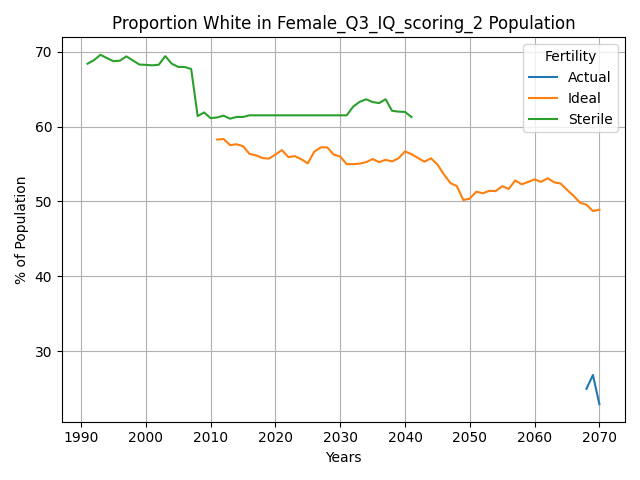 Proportion White in Female_Q3_IQ_scoring_2 Population
Fertility
Actual
Ideal
Sterile
% of Population
70
60
50
40
30
1990 2000 2010 2020 2030 2040 2050 2060 2070
Years